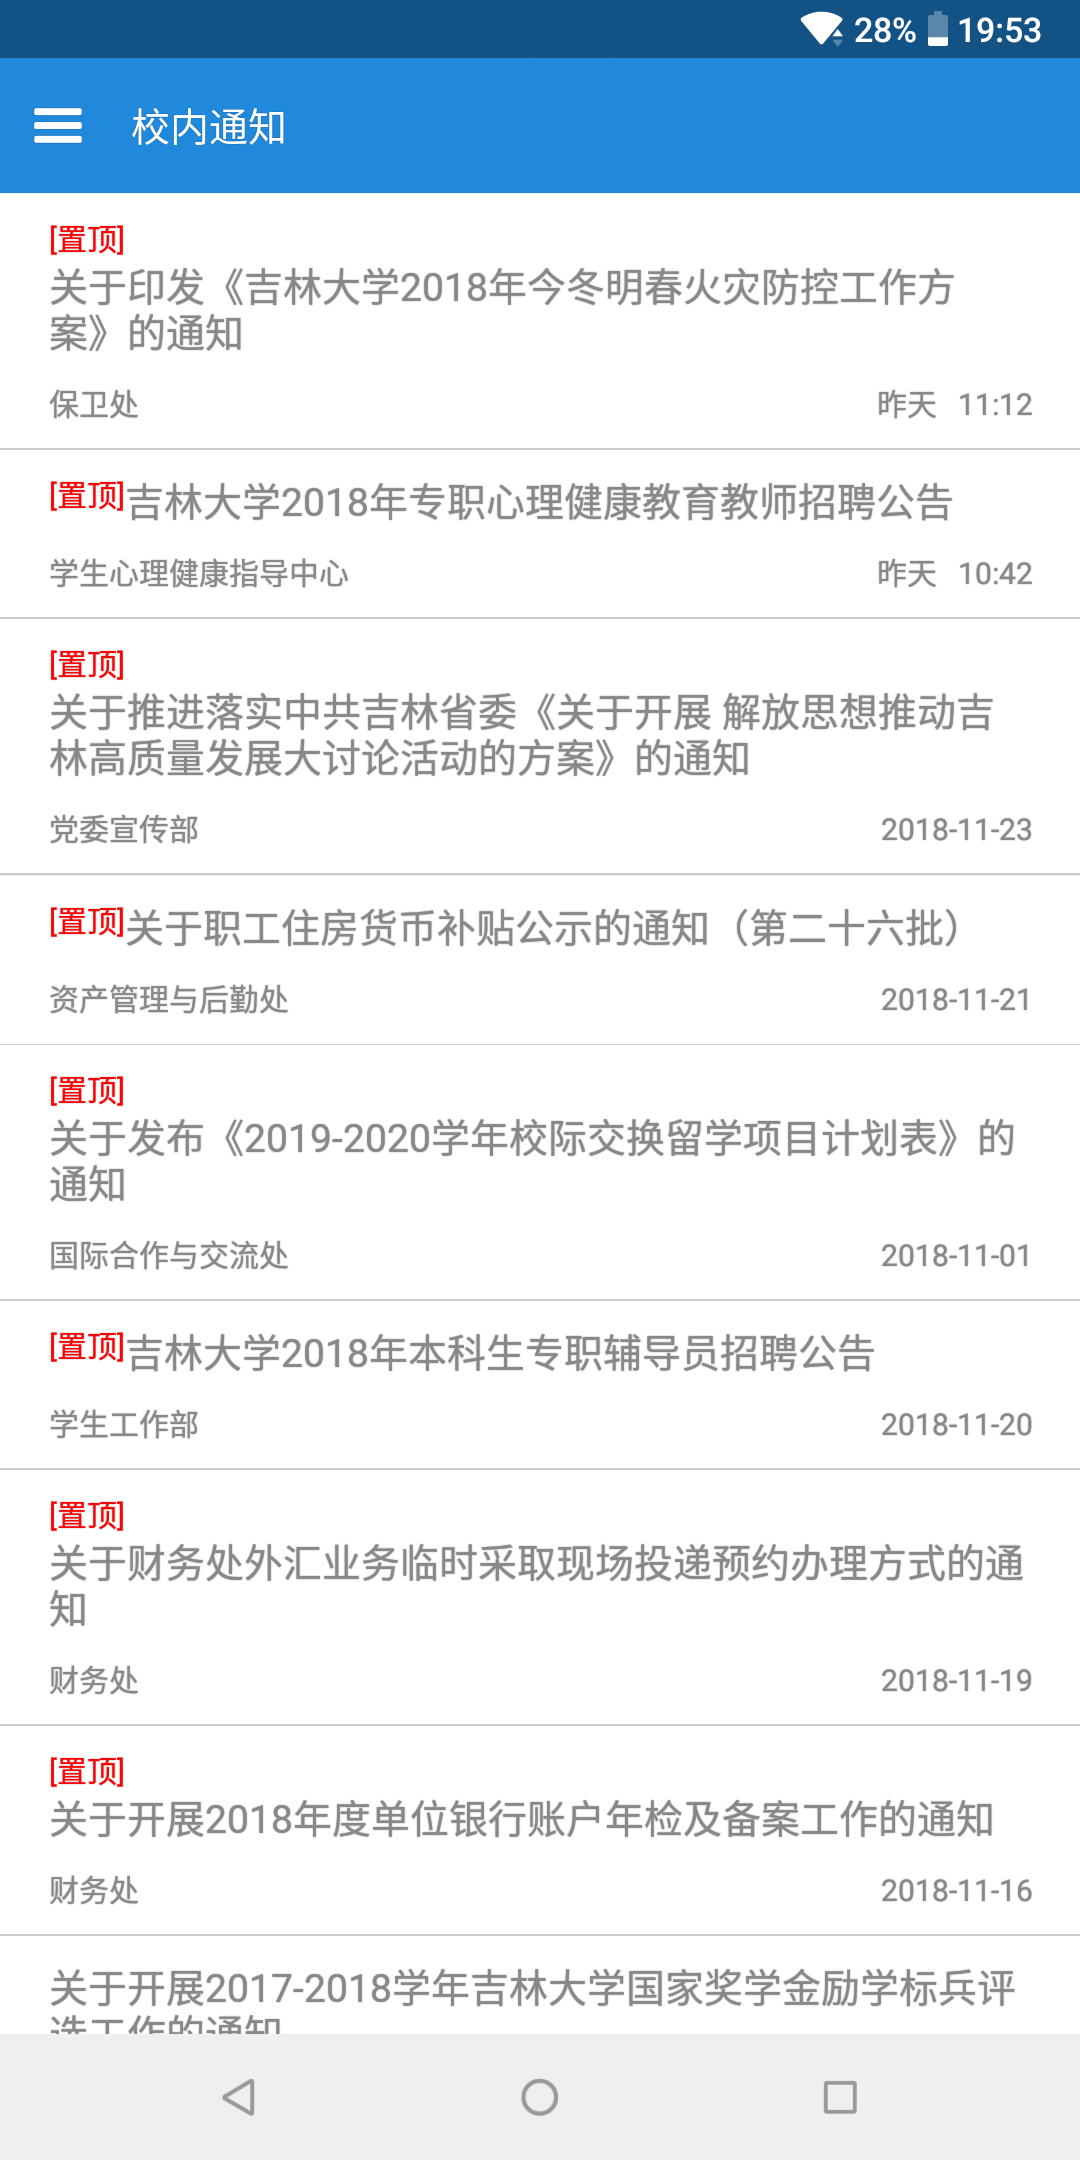 28% 19:53
校内通知
[置顶]
关于印发《吉林大学2018年今冬明春火灾防控工作方
案》的通知
保卫处 昨天 11:12
[置顶]吉林大学2018年专职心理健康教育教师招聘公告
学生心理健康指导中心 昨天 10:42
[置顶]
关于推进落实中共吉林省委《关于开展 解放思想推动吉
林高质量发展大讨论活动的方案》的通知
党委宣传部 2018-11-23
[置顶]关于职工住房货币补贴公示的通知（第二十六批）
资产管理与后勤处 2018-11-21
[置顶]
关于发布《2019-2020学年校际交换留学项目计划表》的
通知
国际合作与交流处 2018-11-01
[置顶]吉林大学2018年本科生专职辅导员招聘公告
学生工作部 2018-11-20
[置顶]
关于财务处外汇业务临时采取现场投递预约办理方式的通
知
财务处 2018-11-19
[置顶]
关于开展2018年度单位银行账户年检及备案工作的通知
财务处 2018-11-16
关于开展2017-2018学年吉林大学国家奖学金励学标兵评
选工作的通知